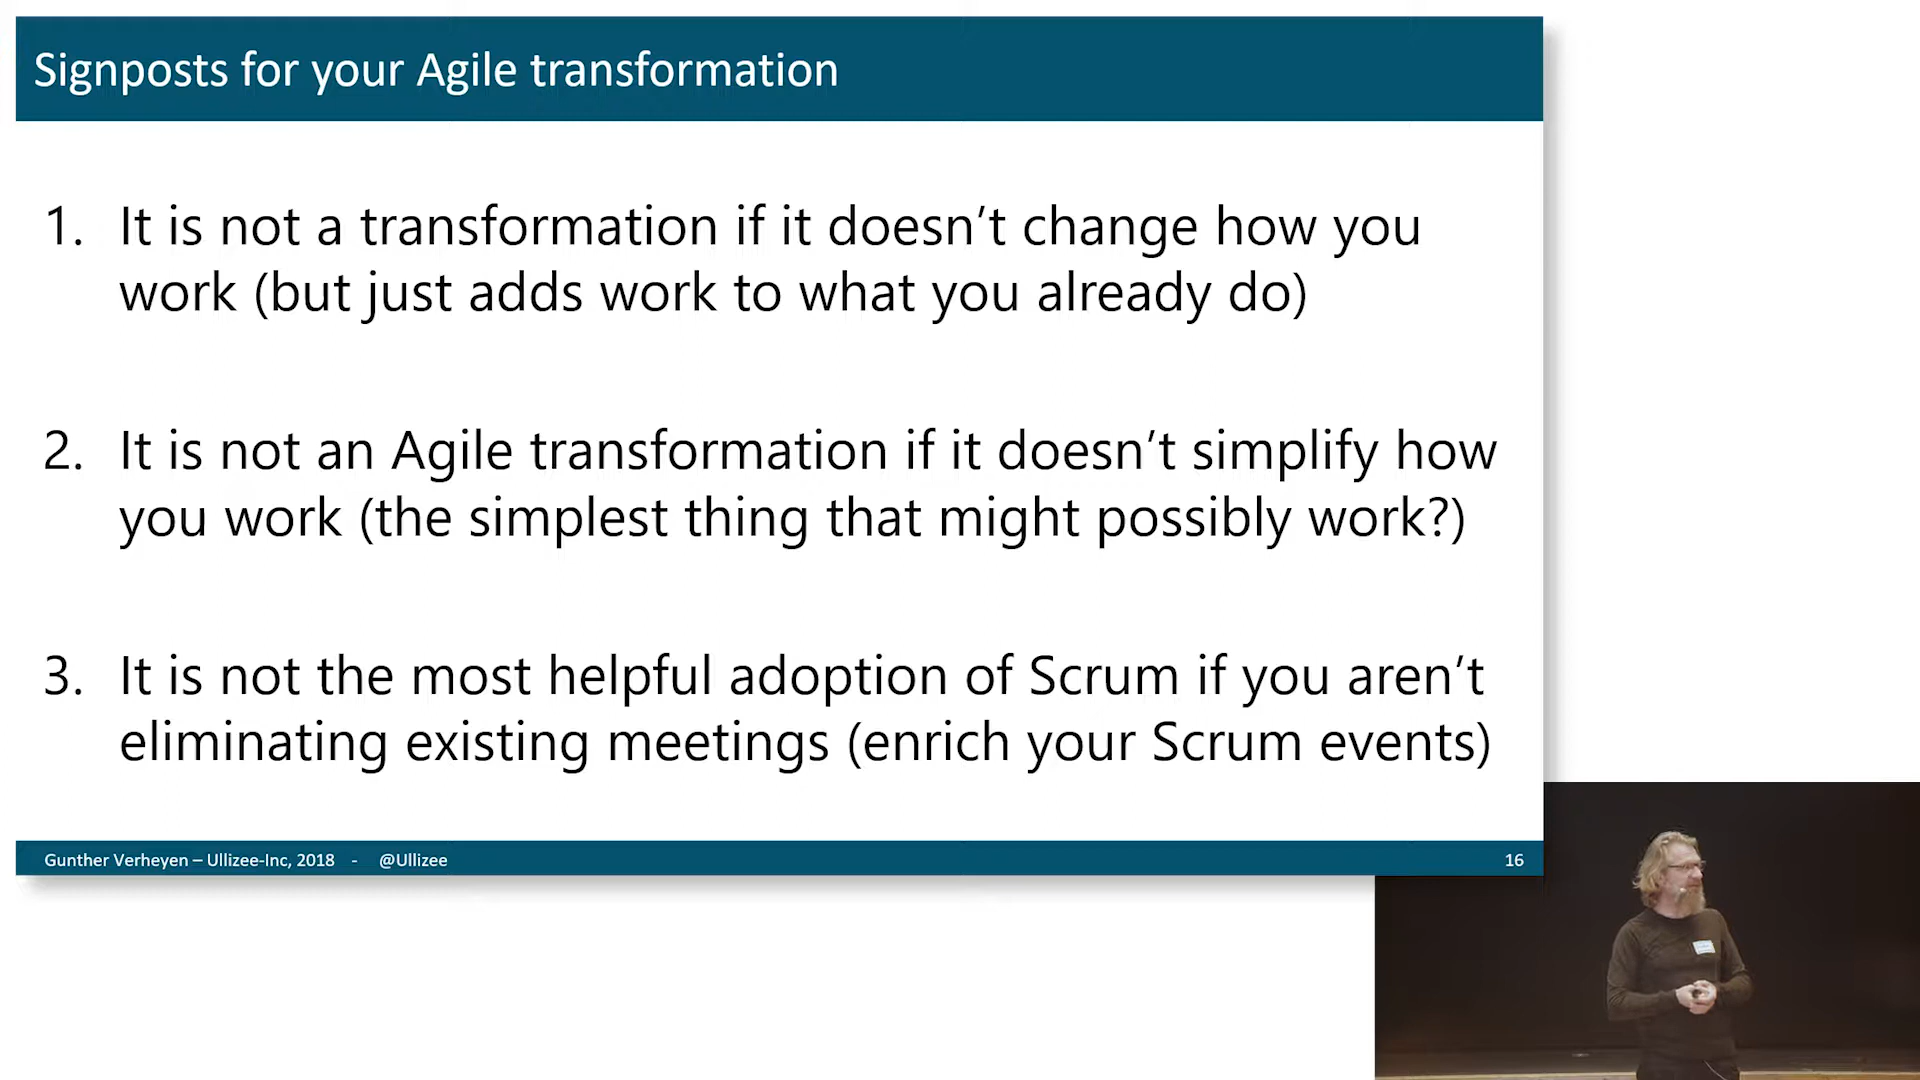 Signposts for your Agile transformation
1. It is not a transformation if it doesn’t change how you
work (but just adds work to what you already do)
2. It is not an Agile transformation if it doesn’t simplify how
you work (the simplest thing that might possibly work?)
3. It is not the most helpful adoption of Scrum if you aren’t
eliminating existing meetings (enrich your Scrum events)
Gunther Verheyen – Ullizee-Inc, 2018 - @Ullizee
16